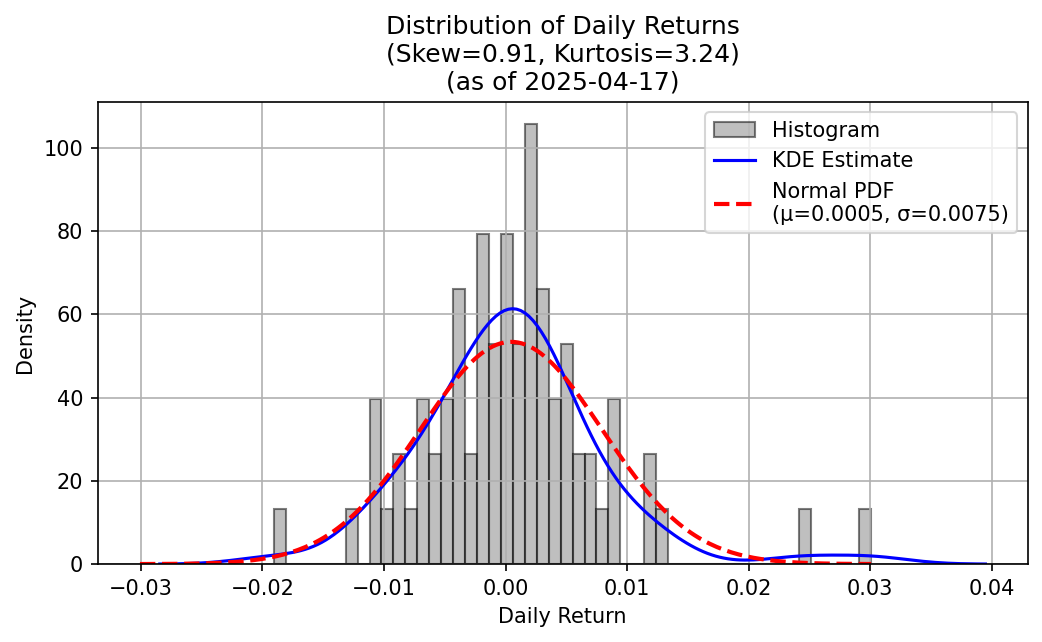 Distribution of Daily Returns
(Skew=0.91, Kurtosis=3.24)
(as of 2025-04-17)
Histogram
KDE Estimate
Normal PDF
(μ=0.0005, σ=0.0075)
Density
100
80
60
40
20
0
−0.03 −0.02 −0.01 0.00 0.01 0.02 0.03 0.04
Daily Return